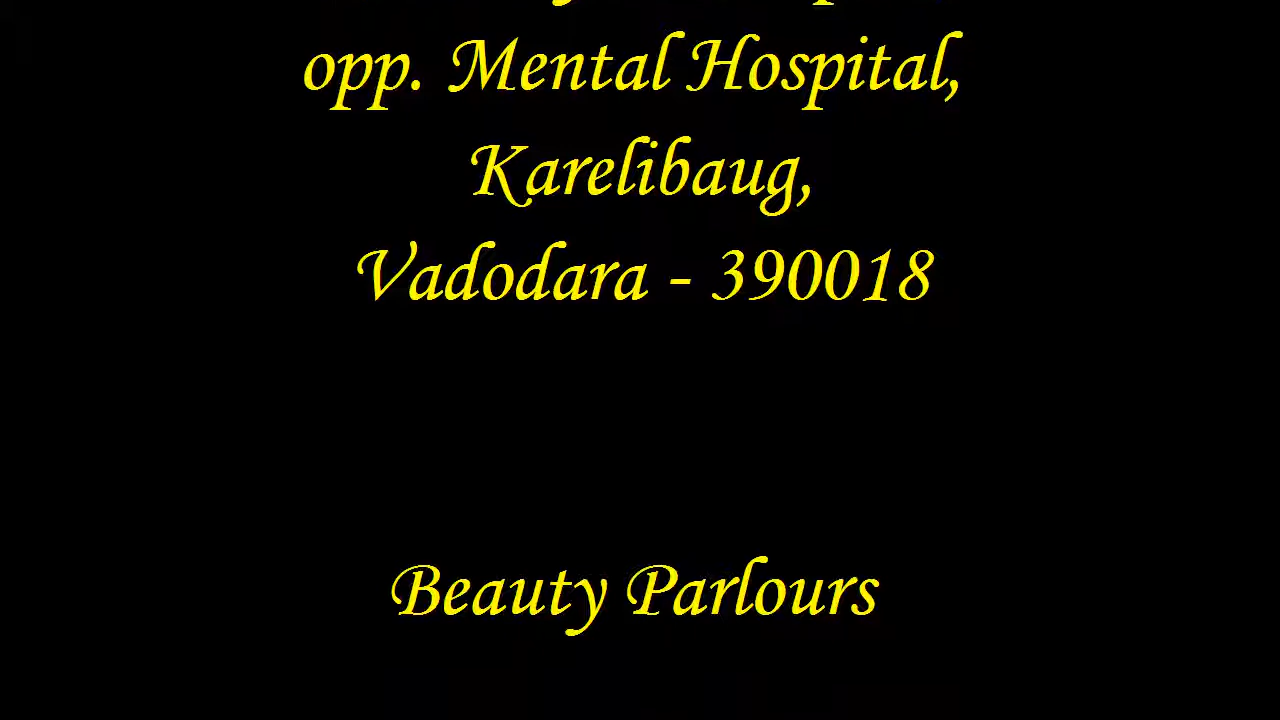 opp. Mental Hospital,
Karelibaug,
Vadodara - 390018
Beauty Parlours